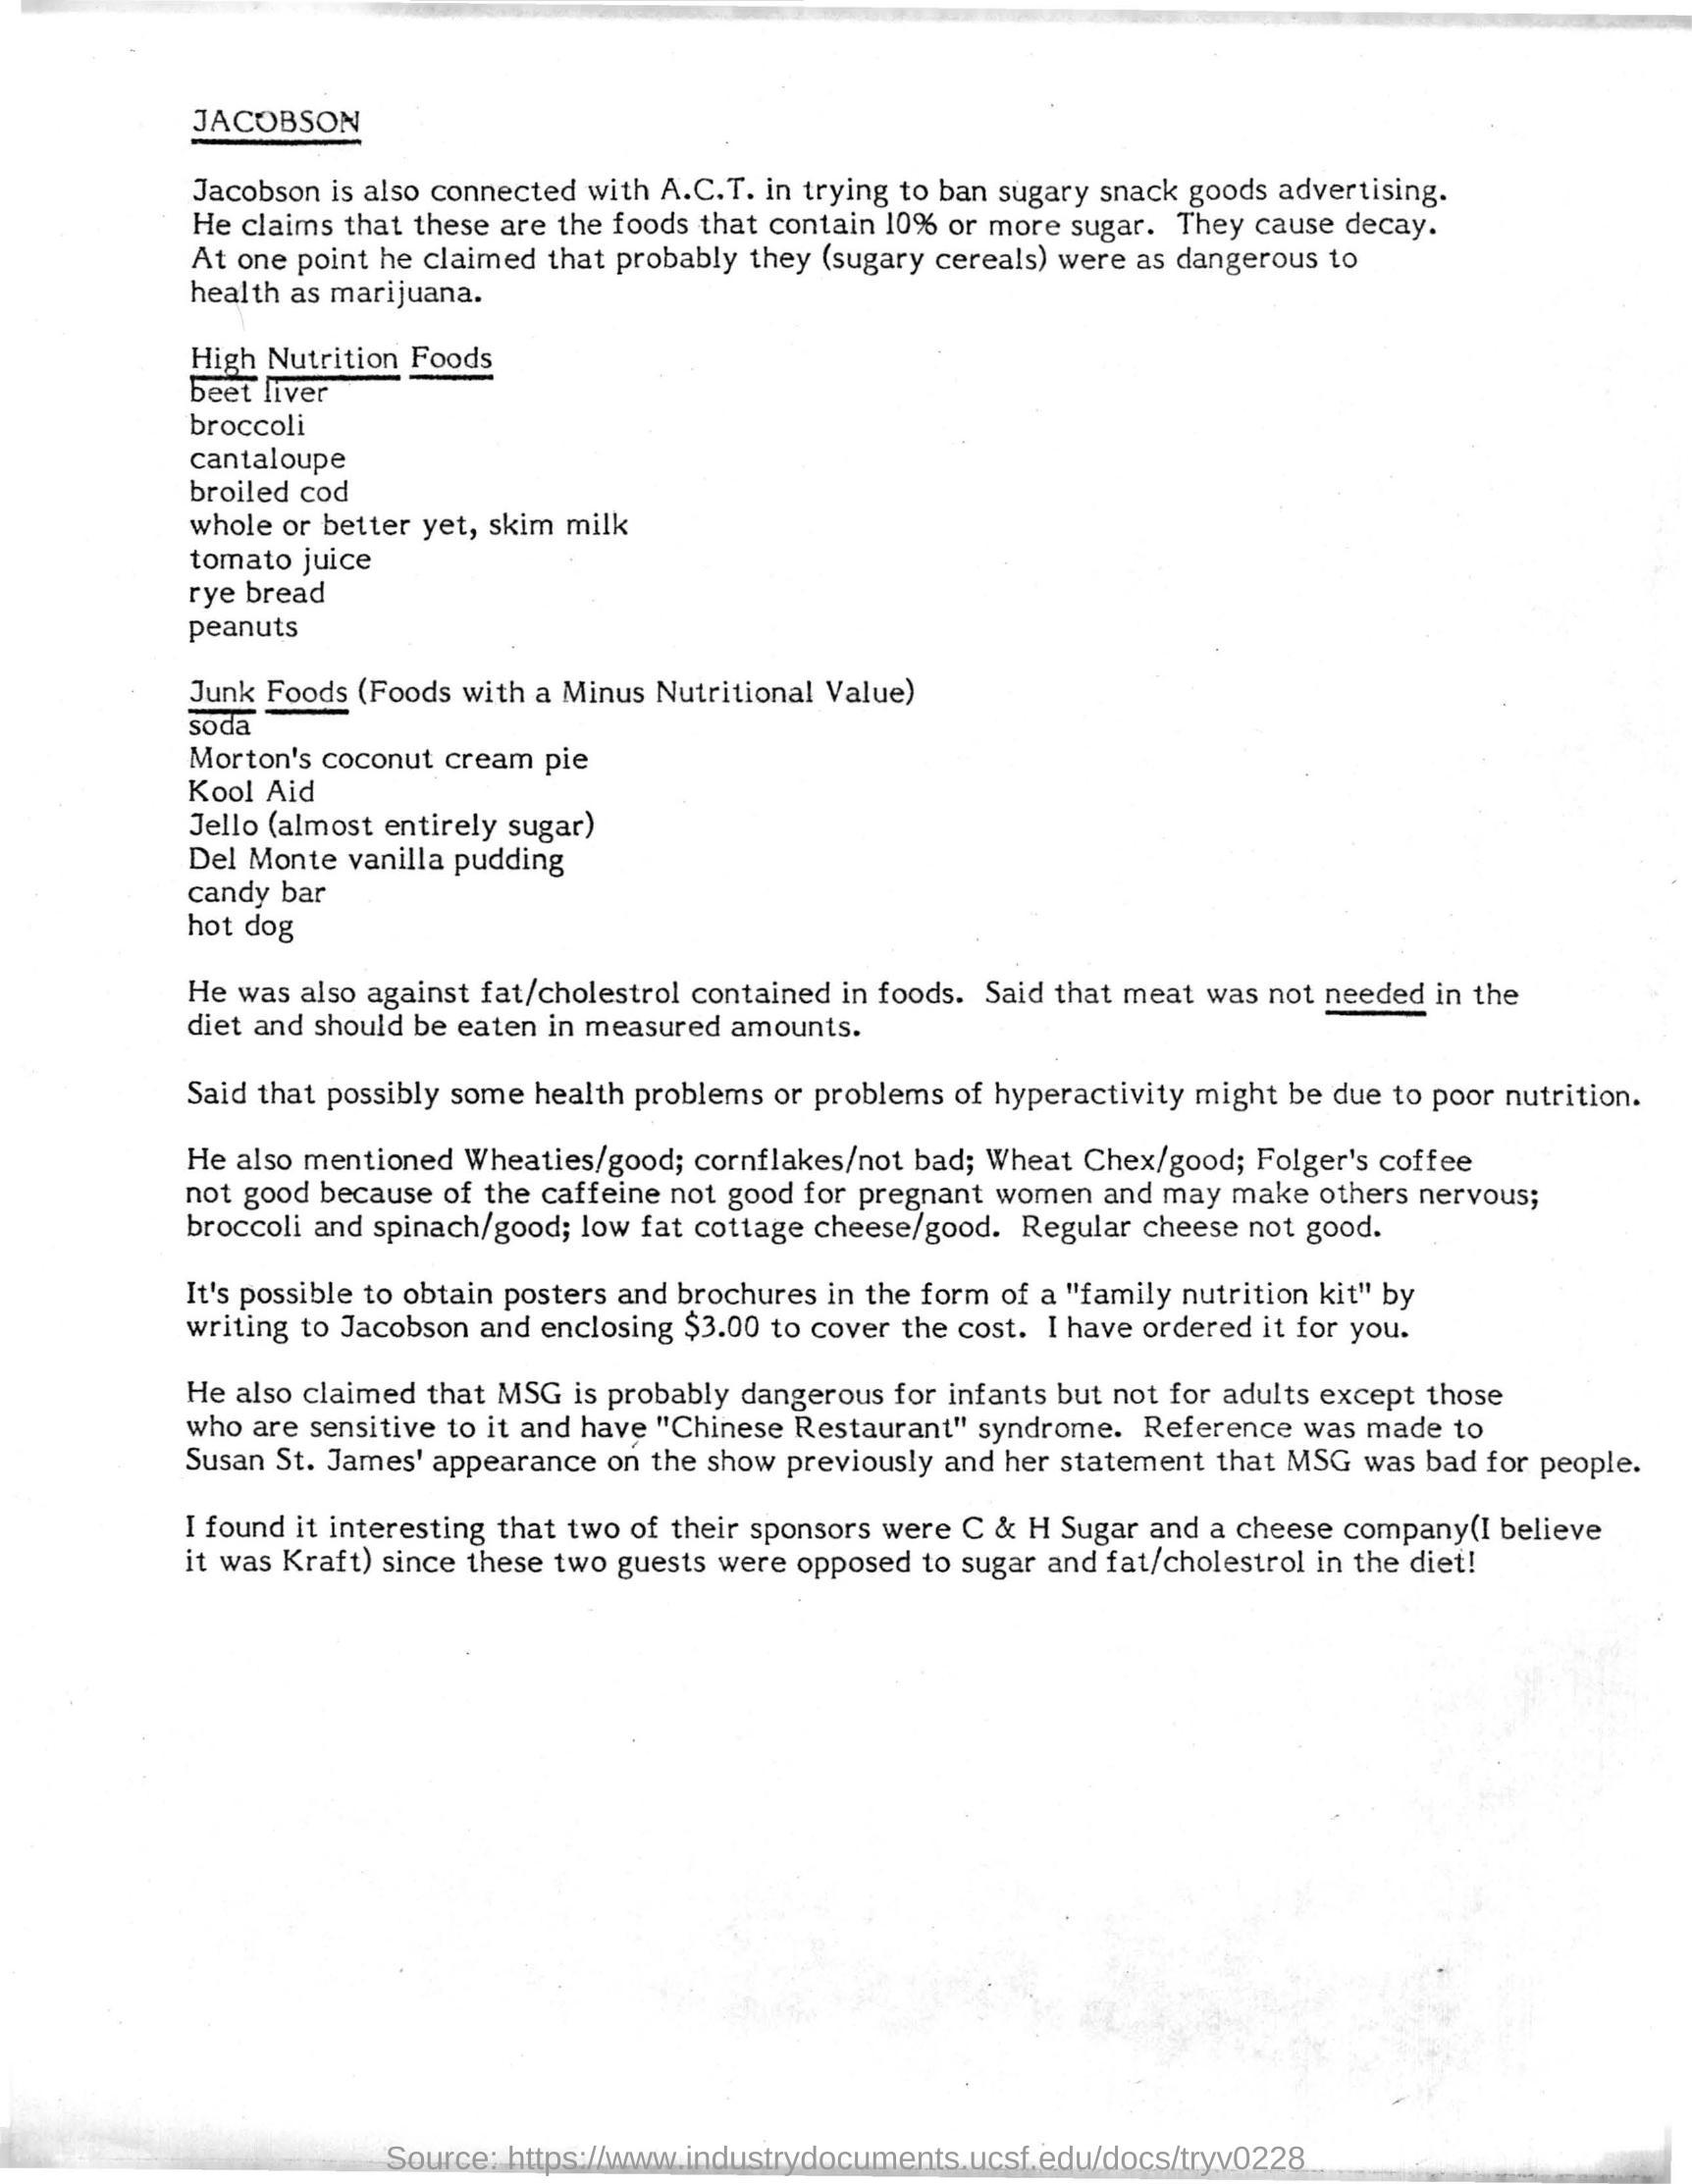 JACOBSON
Jacobson is also connected with A.C.T. in trying to ban sugary snack goods advertising.
He claims that these are the foods that contain 10% or more sugar. They cause decay.
At one point he claimed that probably they (sugary cereals) were as dangerous to
health as marijuana.
High Nutrition Foods
beet liver
broccoli
cantaloupe
broiled cod
whole or better yet, skim milk
tomato juice
rye bread
peanuts
Junk Foods (Foods with a Minus Nutritional Value)
soda
Morton's coconut cream pie
Kool Aid
Jello (almost entirely sugar)
Del Monte vanilla pudding
candy bar
hot dog
He was also against fat/cholestrol contained in foods. Said that meat was not needed in the
diet and should be eaten in measured amounts.
Said that possibly some health problems or problems of hyperactivity might be due to poor nutrition.
He also mentioned Wheaties/good; cornflakes/not bad; Wheat Chex/good; Folger's coffee
not good because of the caffeine not good for pregnant women and may make others nervous;
broccoli and spinach/good; low fat cottage cheese/good. Regular cheese not good.
It's possible to obtain posters and brochures in the form of a "family nutrition kit" by
writing to Jacobson and enclosing $3.00 to cover the cost. I have ordered it for you.
He also claimed that MSG is probably dangerous for infants but not for adults except those
who are sensitive to it and have "Chinese Restaurant" syndrome. Reference was made to
Susan St. James' appearance on the show previously and her statement that MSG was bad for people.
I found it interesting that two of their sponsors were C & H Sugar and a cheese company(I believe
it was Kraft) since these two guests were opposed to sugar and fat/cholestrol in the diet!
Source: https://www.industrydocuments.ucsf.edu/docs/tryv0228